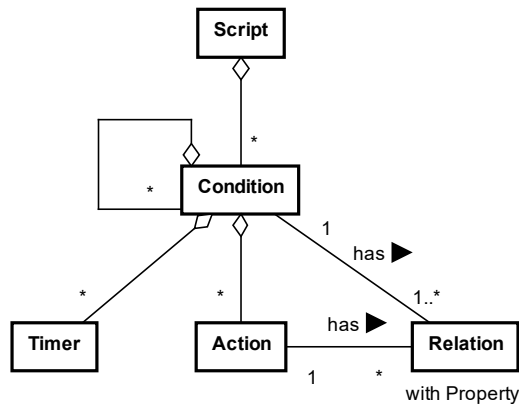 Script
*
*
Condition
1
has ▶
*
*
1..*
has ▶
Timer
Action
Relation
1
*
with Property